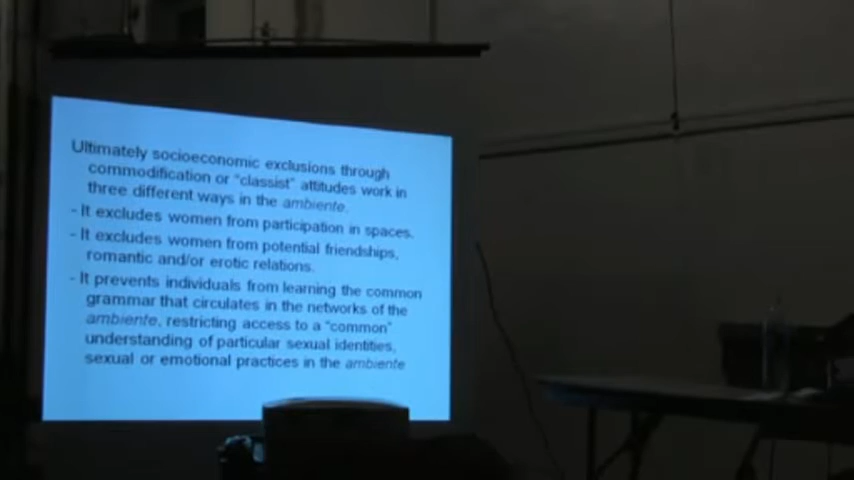 Ultimately socioeconomic exclusions through
commodification or "classist" attitudes work in
three different ways in the ambiente.
- It excludes women from participation in spaces.
- It excludes women from potential friendships,
romantic and/or erotic relations.
- It prevents individuals from learning the common
grammar that circulates in the networks of the
ambiente, restricting access to a "common"
understanding of particular sexual identities,
sexual or emotional practices in the ambiente